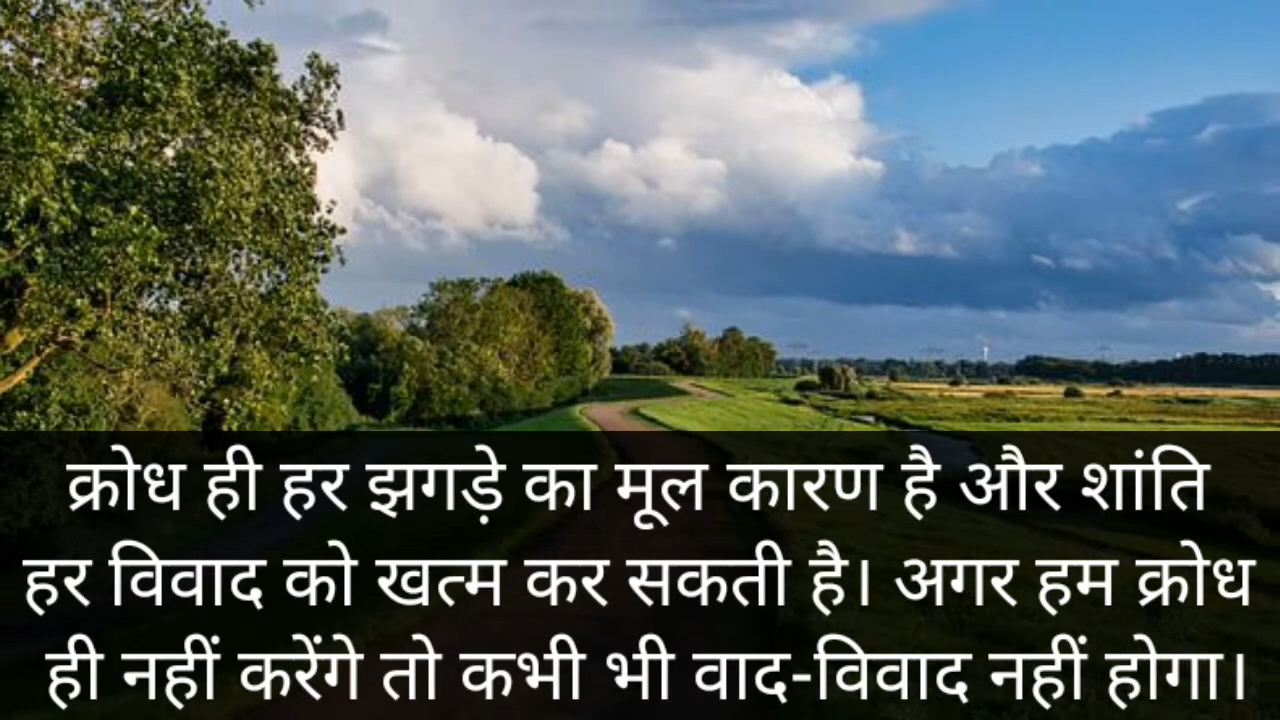 क्रोध ही हर झगड़े का मूल कारण है और शांति
हर विवाद को खत्म कर सकती है। अगर हम क्रोध
ही नहीं करेंगे तो कभी भी वाद-विवाद नहीं होगा।